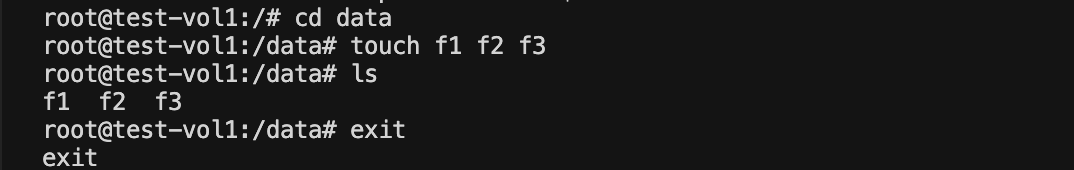 root@test-vol1:/# cd data
root@test-vol1:/data# touch f1 f2 f3
root@test-vol1:/data# ls
f1  f2  f3
root@test-vol1:/data# exit
exit